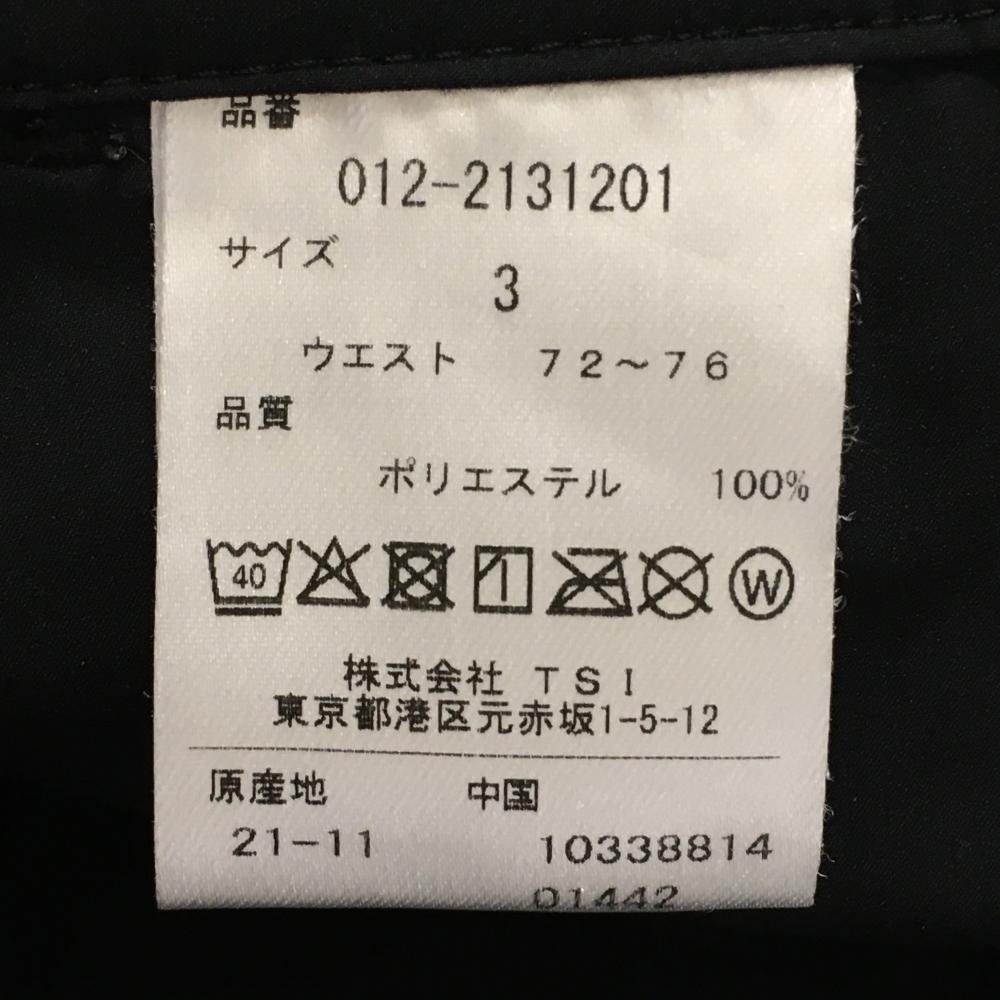 品番
012-2131201
サイズ
3
ウエスト ７２～７６
品質
ポリエステル 100%
40 W
株式会社 ＴＳＩ
東京都港区元赤坂1-5-12
原産地 中国
21-11 10338814
01442